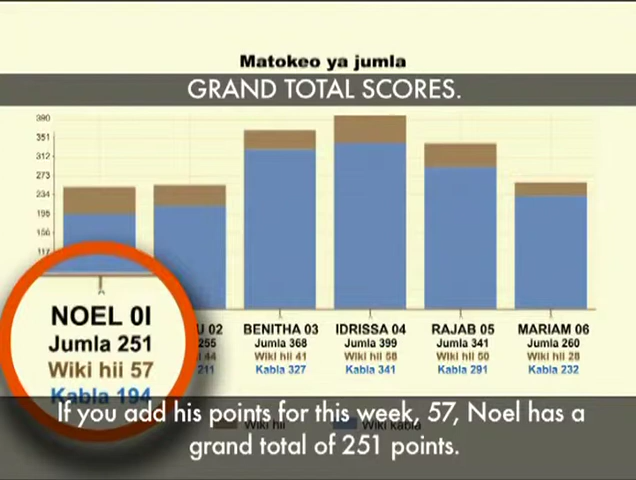 Matokeo ya jumla
GRAND TOTAL SCORES.
390
351
312
273
234
195
156
117
NOEL 01
Jumla 251
Wiki hii 57
Kabla 194
U 02
255
44
211
BENITHA 03
Jumla 368
Wiki hii 41
Kabla 327
IDRISSA 04
Jumla 399
Wiki hii 58
Kabla 341
RAJAB 05
Jumla 341
Wiki hii 50
Kabla 291
MARIAM 06
Jumla 260
Wiki hii 28
Kabla 232
Wiki hii
Wiki kabla
If you add his points for this week, 57, Noel has a
grand total of 251 points.